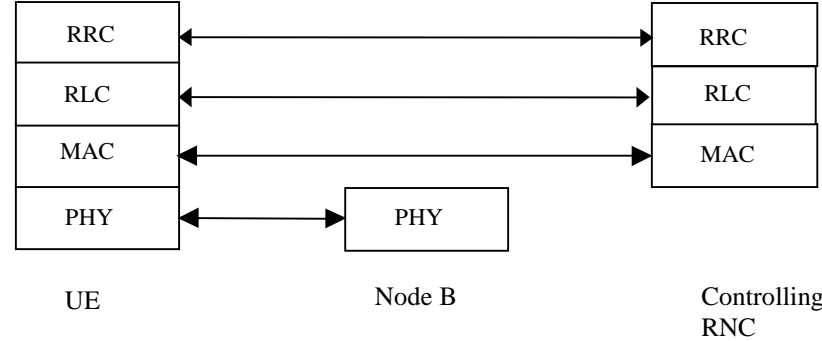 RRC RRC
RLC RLC
MAC MAC
PHY PHY
UE Node B Controlling
RNC